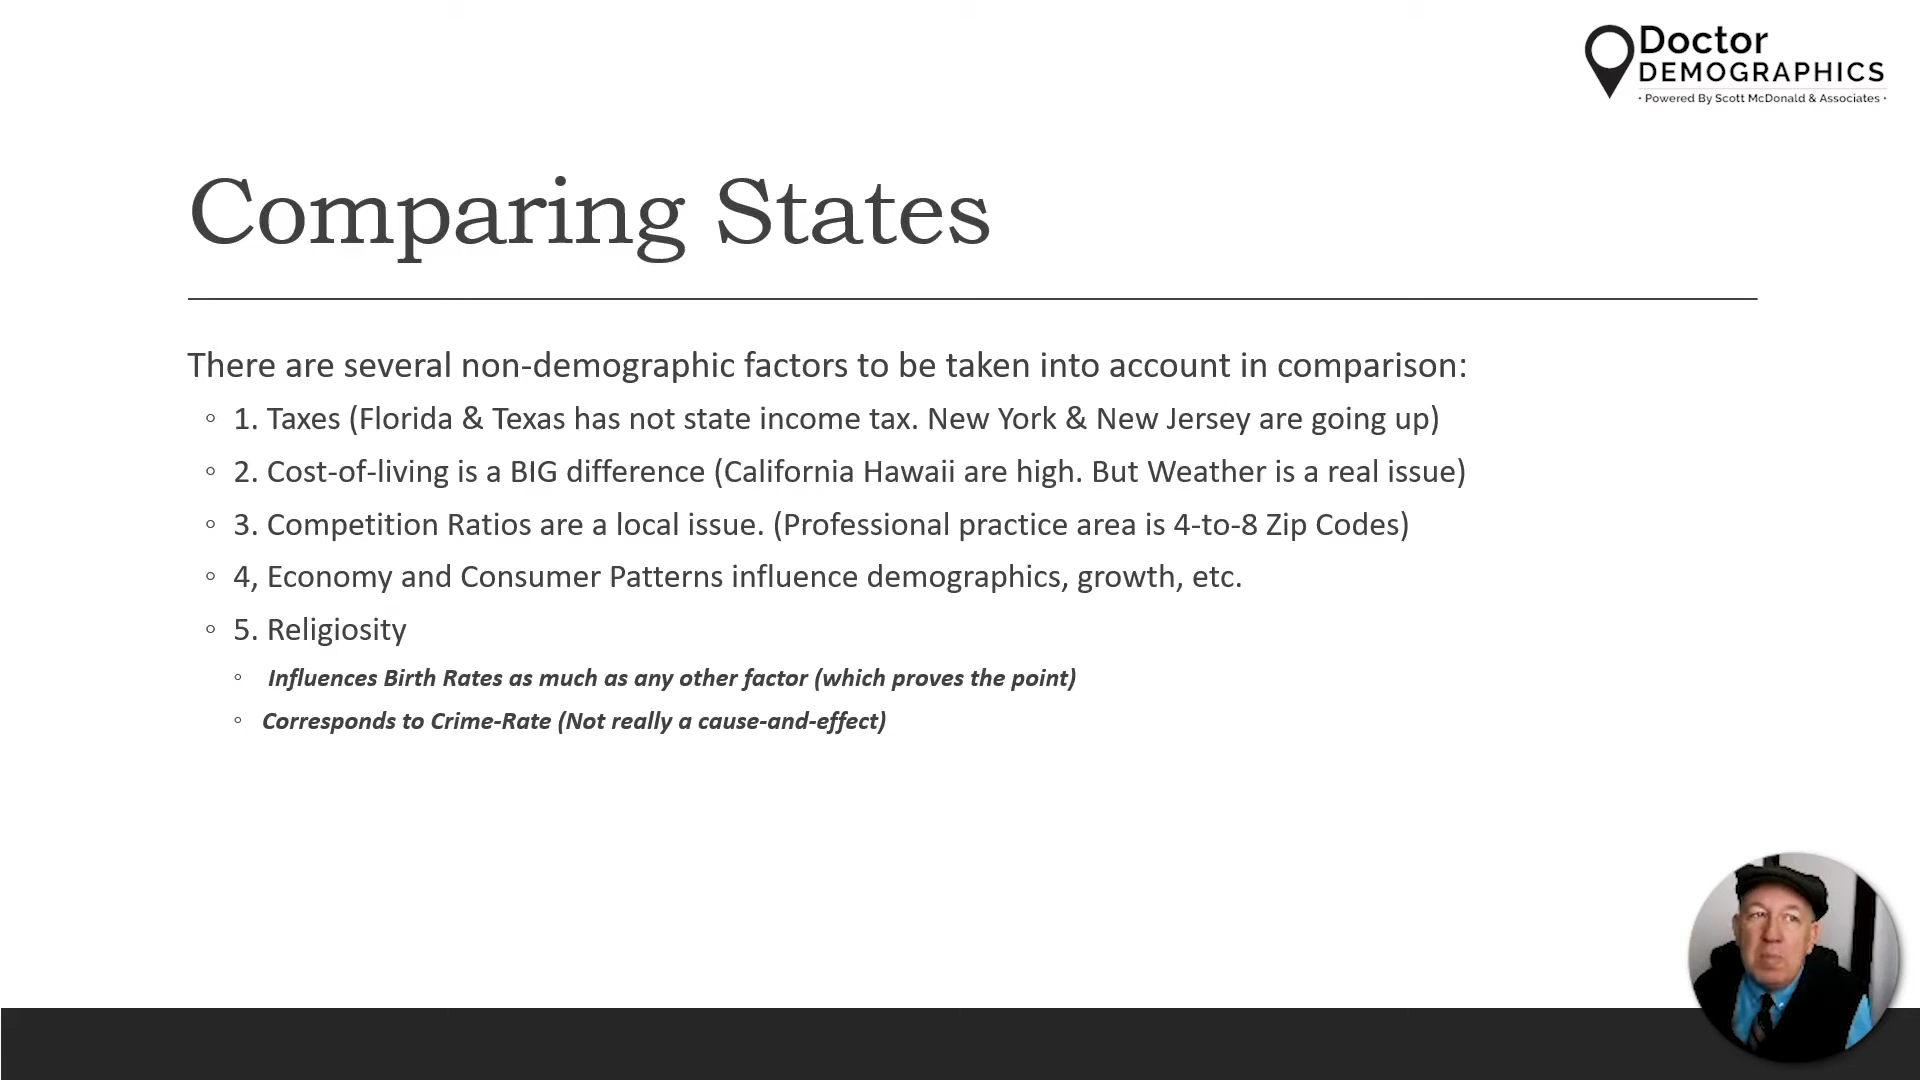 Doctor
DEMOGRAPHICS
· Powered By Scott McDonald & Associates ·
Comparing States
There are several non-demographic factors to be taken into account in comparison:
◦ 1. Taxes (Florida & Texas has not state income tax. New York & New Jersey are going up)
◦ 2. Cost-of-living is a BIG difference (California Hawaii are high. But Weather is a real issue)
◦ 3. Competition Ratios are a local issue. (Professional practice area is 4-to-8 Zip Codes)
◦ 4, Economy and Consumer Patterns influence demographics, growth, etc.
◦ 5. Religiosity
◦ Influences Birth Rates as much as any other factor (which proves the point)
◦ Corresponds to Crime-Rate (Not really a cause-and-effect)